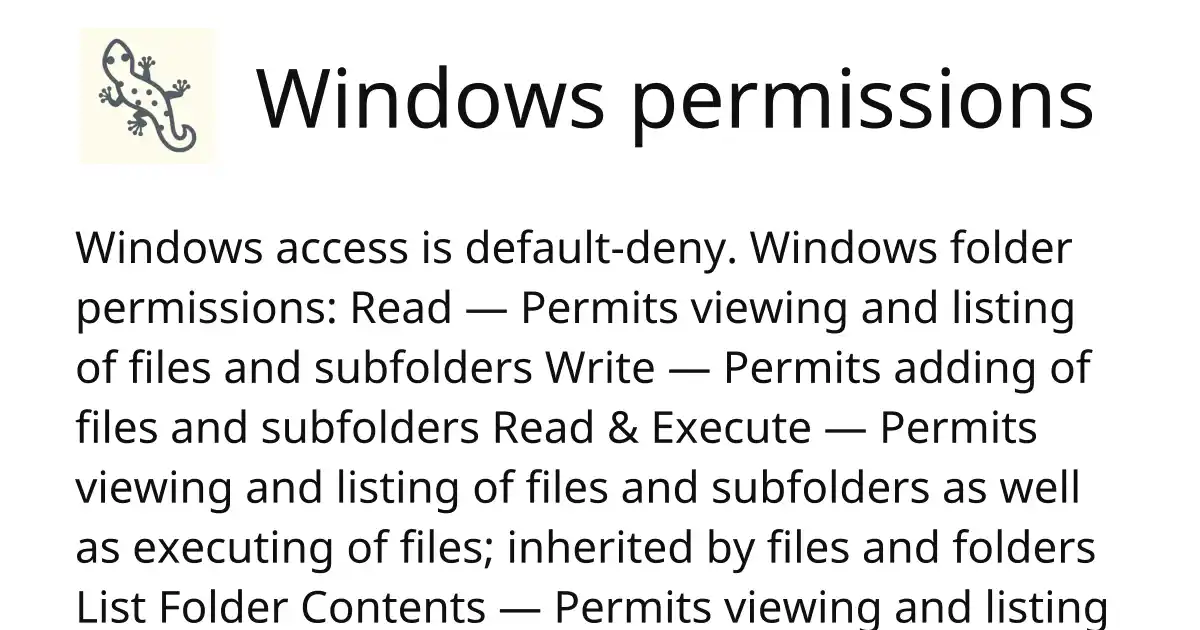 Windows permissions
Windows access is default-deny. Windows folder
permissions: Read — Permits viewing and listing
of files and subfolders Write — Permits adding of
files and subfolders Read & Execute — Permits
viewing and listing of files and subfolders as well
as executing of files; inherited by files and folders
List Folder Contents — Permits viewing and listing